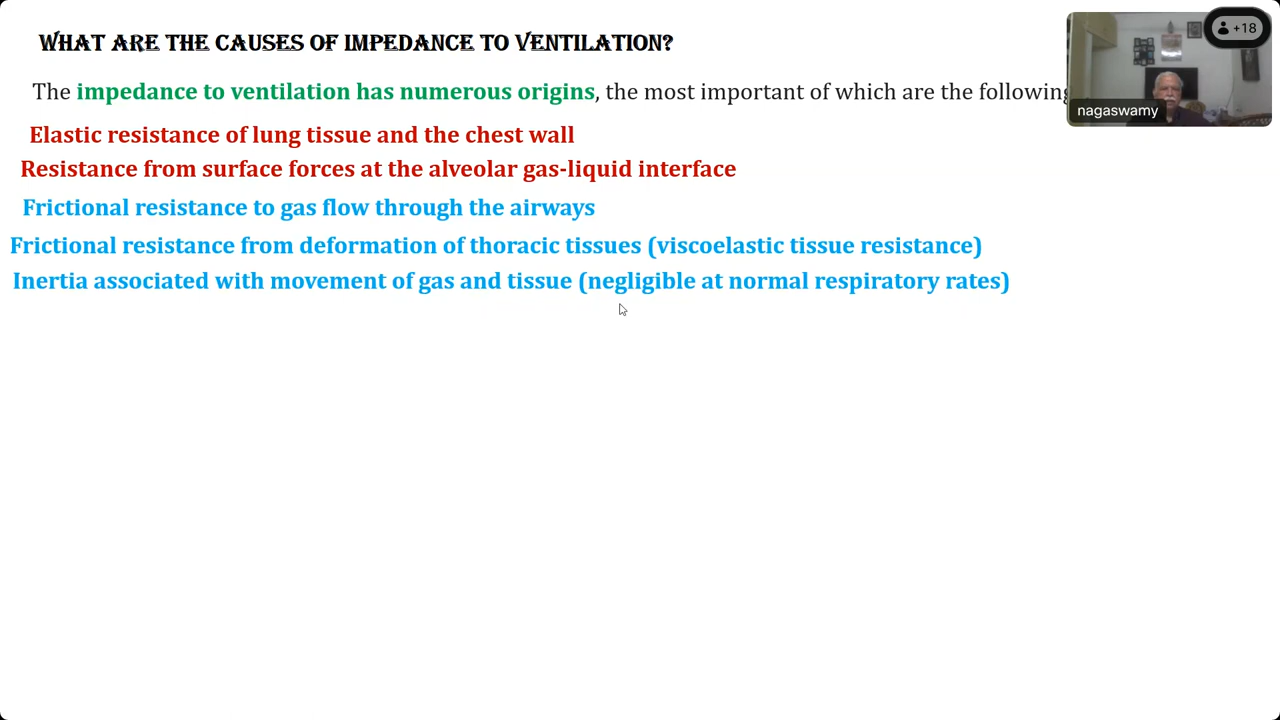 WHAT ARE THE CAUSES OF IMPEDANCE TO VENTILATION?
+18
The impedance to ventilation has numerous origins, the most important of which are the following
nagaswamy
Elastic resistance of lung tissue and the chest wall
Resistance from surface forces at the alveolar gas-liquid interface
Frictional resistance to gas flow through the airways
Frictional resistance from deformation of thoracic tissues (viscoelastic tissue resistance)
Inertia associated with movement of gas and tissue (negligible at normal respiratory rates)